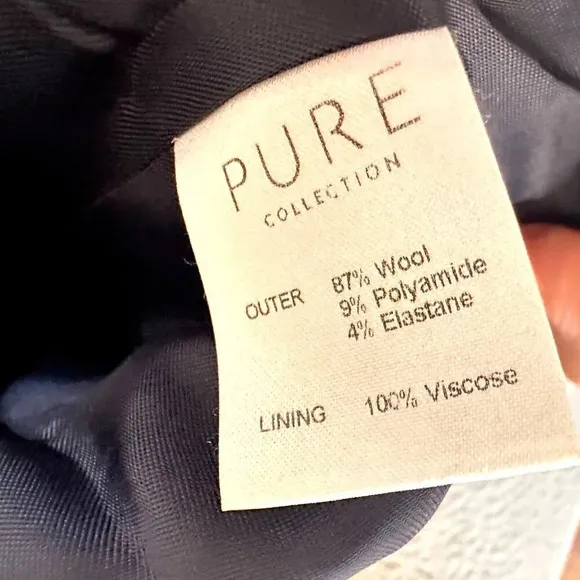 PURE
COLLECTION
OUTER 87% Wool
9% Polyamide
4% Elastane
LINING 100% Viscose